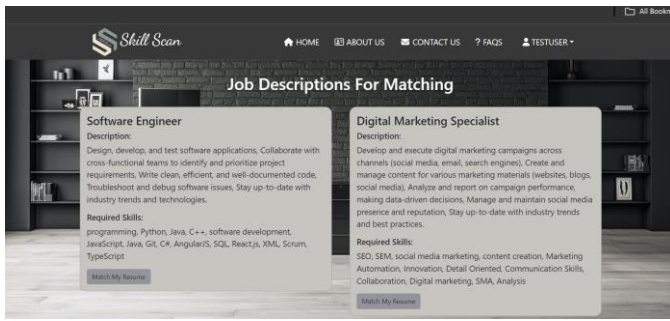 All Bookm
Skill Scan
HOME
ABOUT US
CONTACT US
? FAQS
TESTUSER
Job Descriptions For Matching
Software Engineer
Description:
Design, develop, and test software applications, Collaborate with
cross-functional teams to identify and prioritize project
requirements, Write clean, efficient, and well-documented code,
Troubleshoot and debug software issues, Stay up-to-date with
industry trends and technologies.
Required Skills:
programming, Python, Java, C++, software development,
JavaScript, Java, Git, C#, AngularJS, SQL, React.js, XML, Scrum,
TypeScript
Match My Resume
Digital Marketing Specialist
Description:
Develop and execute digital marketing campaigns across
channels (social media, email, search engines), Create and
manage content for various marketing materials (websites, blogs,
social media). Analyze and report on campaign performance,
making data-driven decisions, Manage and maintain social media
presence and reputation, Stay up-to-date with industry trends
and best practices.
Required Skills:
SEO, SEM, social media marketing, content creation, Marketing
Automation, Innovation, Detail Oriented, Communication Skills,
Collaboration, Digital marketing, SMA, Analysis
Match My Resume